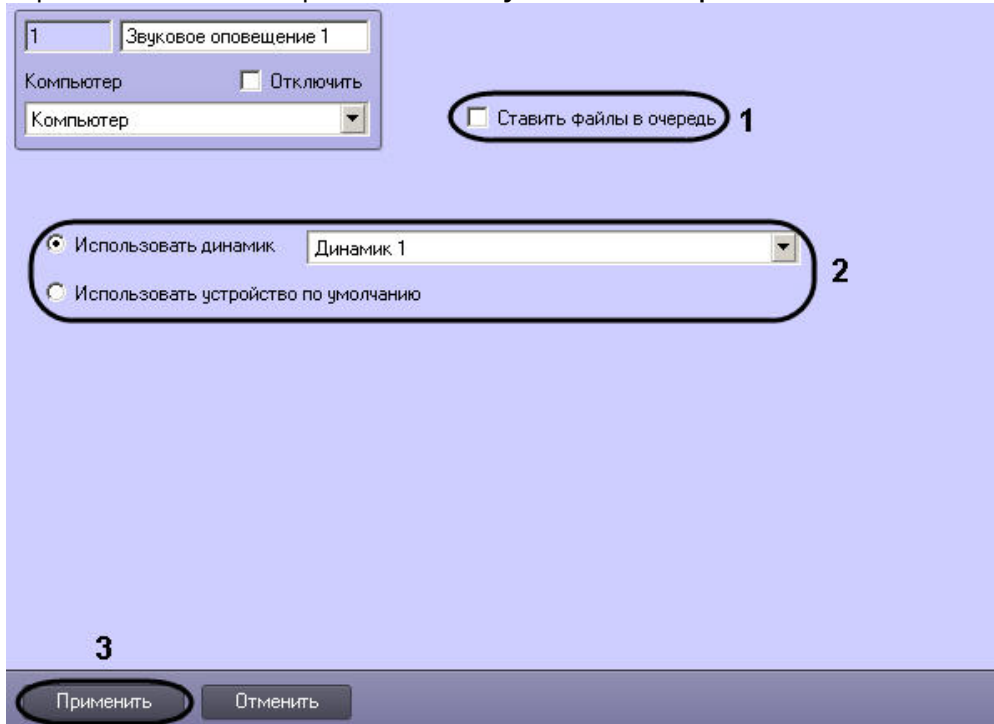 1 Звуковое оповещение 1
Компьютер Отключить
Компьютер
Ставить файлы в очередь 1
Использовать динамик Динамик 1
2
Использовать устройство по умолчанию
3
Применить Отменить